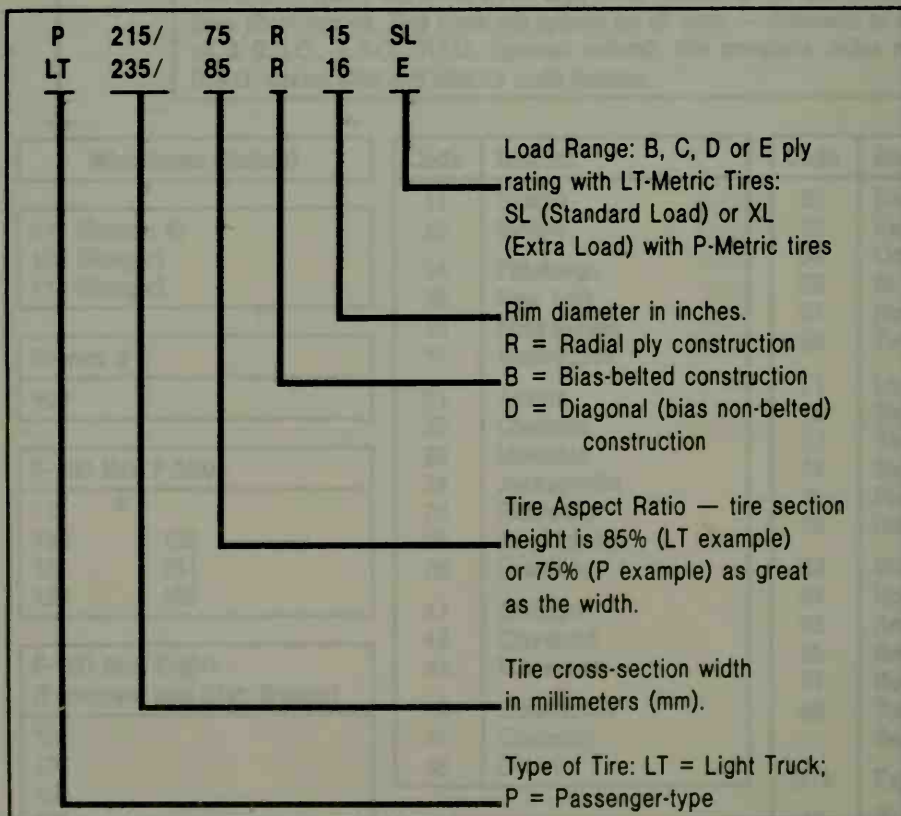 P 215/ 75 R 15 SL
LT 235/ 85 R 16 E
Load Range: B, C, D or E ply
rating with LT-Metric Tires:
SL (Standard Load) or XL
(Extra Load) with P-Metric tires
Rim diameter in inches.
R = Radial ply construction
B = Bias-belted construction
D = Diagonal (bias non-belted)
construction
Tire Aspect Ratio — tire section
height is 85% (LT example)
or 75% (P example) as great
as the width.
Tire cross-section width
in millimeters (mm).
Type of Tire: LT = Light Truck;
P = Passenger-type